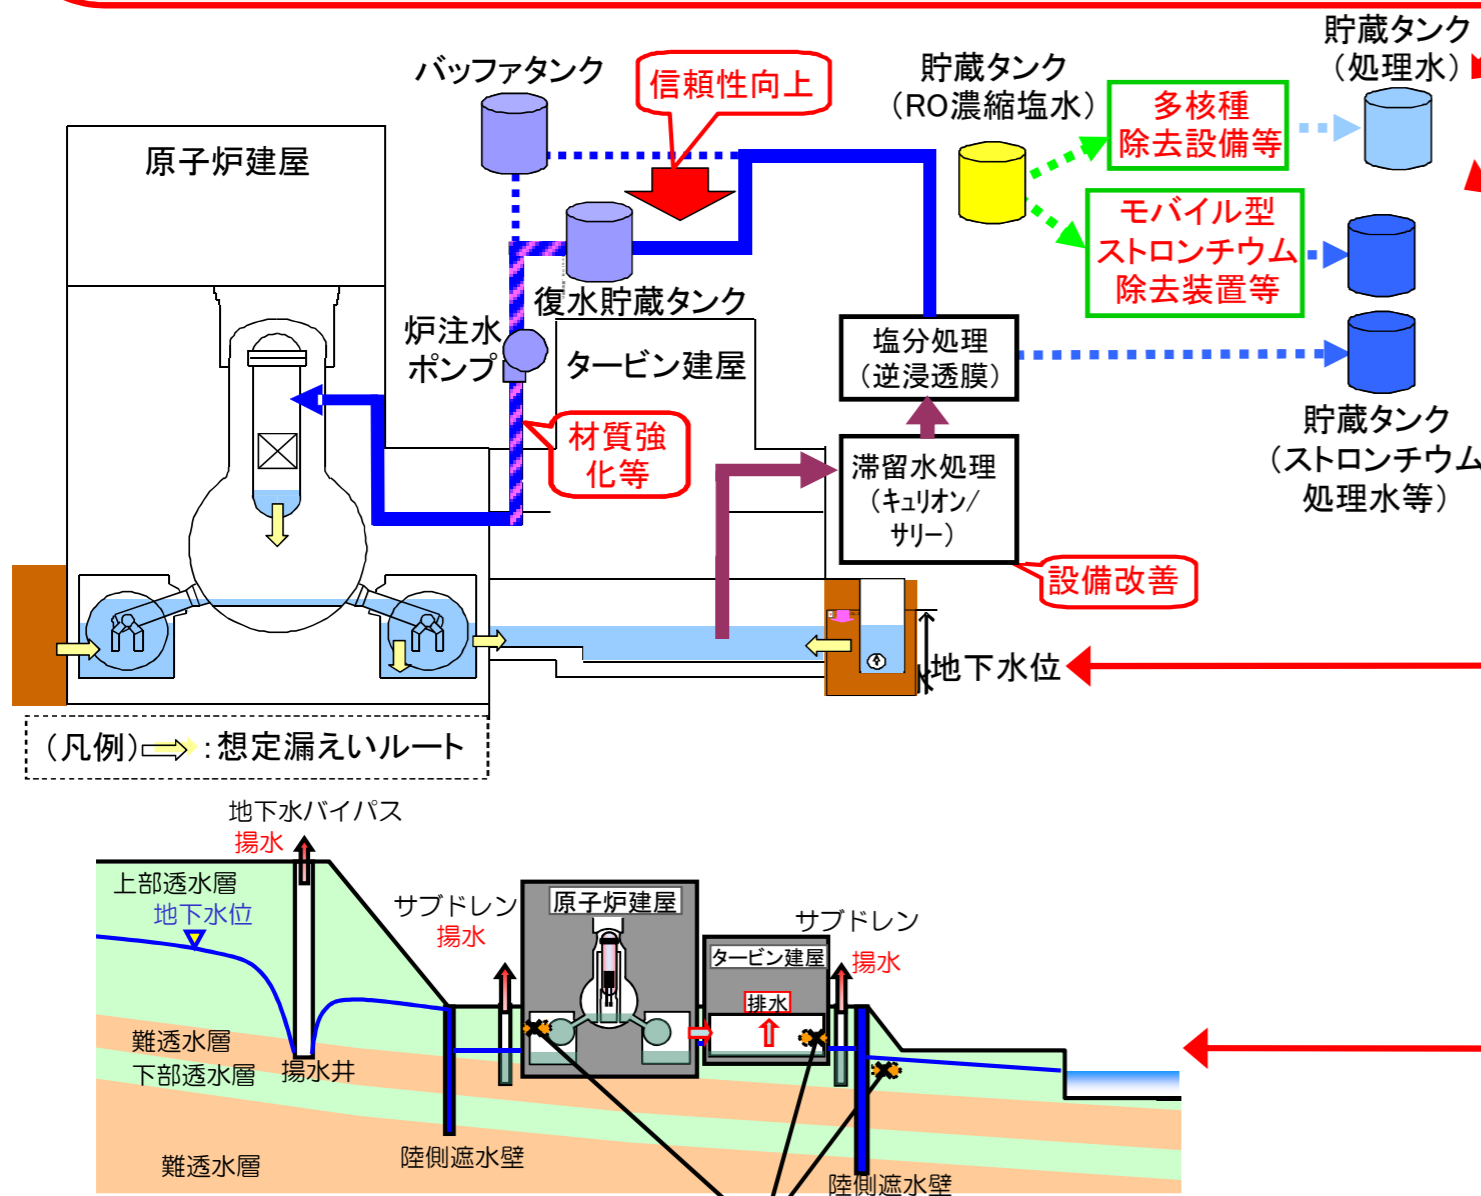 貯蔵タンク
（処理水）
バッファタンク
信頼性向上
貯蔵タンク
（RO濃縮塩水）
多核種
除去設備等
原子炉建屋
モバイル型
ストロンチウム
除去装置等
復水貯蔵タンク
炉注水
ポンプ
タービン建屋
塩分処理
（逆浸透膜）
材質強
化等
滞留水処理
（キュリオン/
サリー）
貯蔵タンク
（ストロンチウム
処理水等）
設備改善
地下水位
（凡例）：想定漏えいルート
地下水バイパス
揚水
上部透水層
地下水位
サブドレン
揚水
原子炉建屋
サブドレン
揚水
タービン建屋
排水
難透水層
下部透水層
揚水井
陸側遮水壁
難透水層
陸側遮水壁